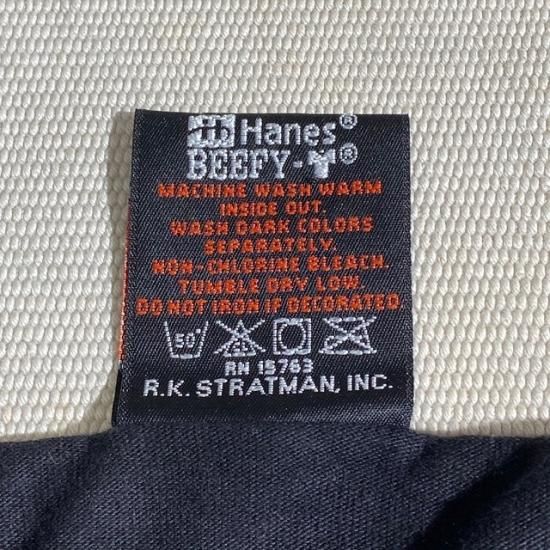 Hanes®
BEEFY-T®
MACHINE WASH WARM
INSIDE OUT.
WASH DARK COLORS
SEPARATELY.
NON-CHLORINE BLEACH.
TUMBLE DRY LOW.
DO NOT IRON IF DECORATED
50° CL
RN 15763
R.K. STRATMAN, INC.